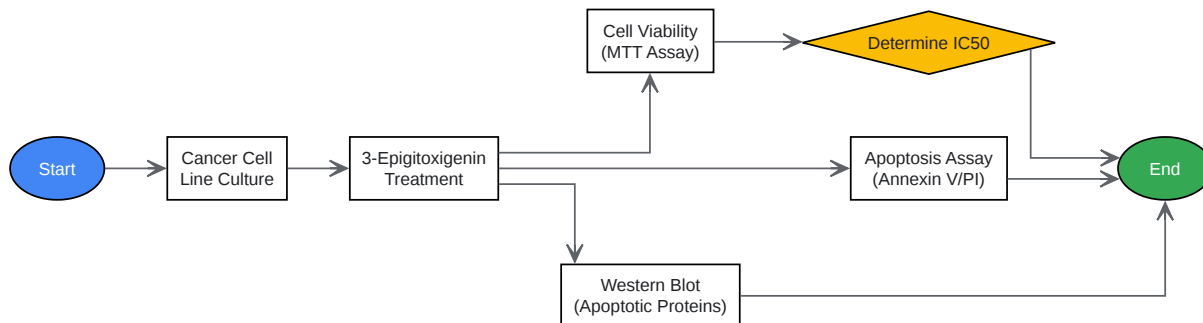 Start
Cancer Cell
Line Culture
3-Epigitoxigenin
Treatment
Cell Viability
(MTT Assay)
Determine IC50
Apoptosis Assay
(Annexin V/PI)
Western Blot
(Apoptotic Proteins)
End